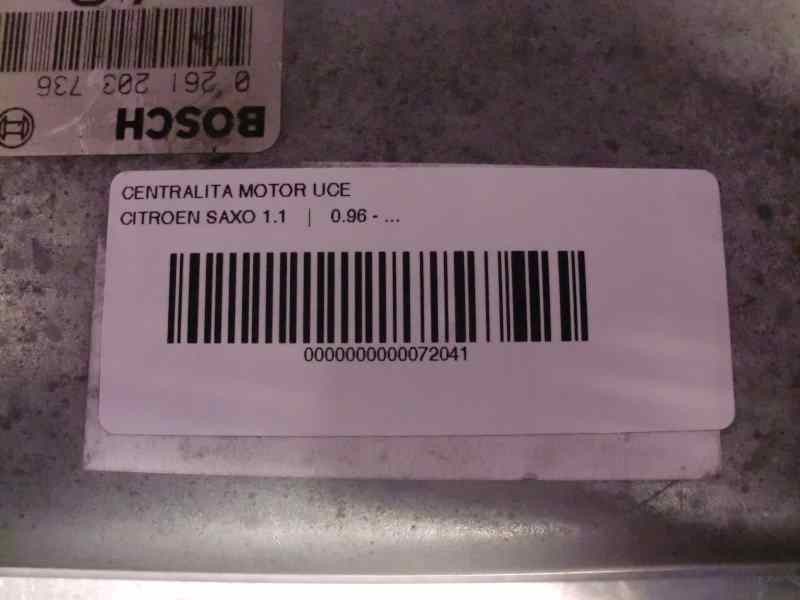 BOSCH
0 261 203 736
CENTRALITA MOTOR UCE
CITROEN SAXO 1.1 | 0.96 - ...
0000000000072041